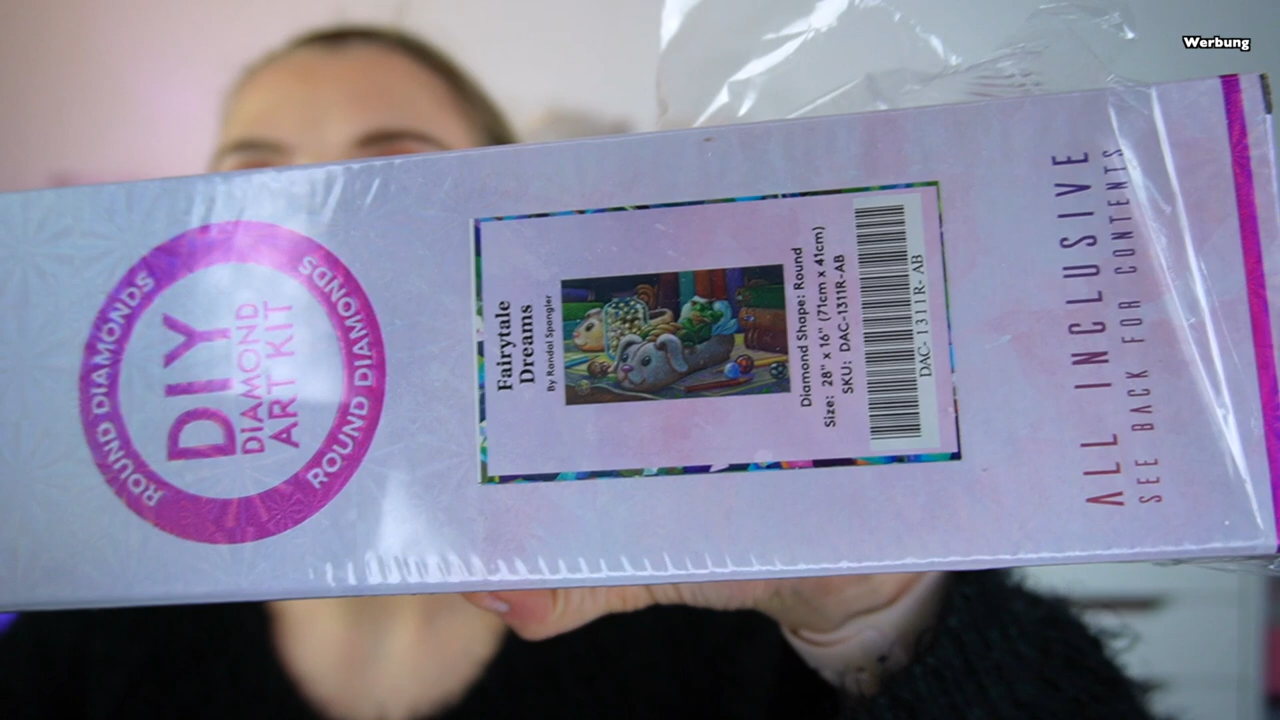 Werbung
ROUND DIAMONDS
DIY
DIAMOND
ART KIT
ROUND DIAMONDS
Fairytale
Dreams
By Randal Spangler
Diamond Shape: Round
Size: 28" x 16" (71cm x 41cm)
SKU: DAC-1311R-AB
DAC-1311R-AB
ALL INCLUSIVE
SEE BACK FOR CONTENTS